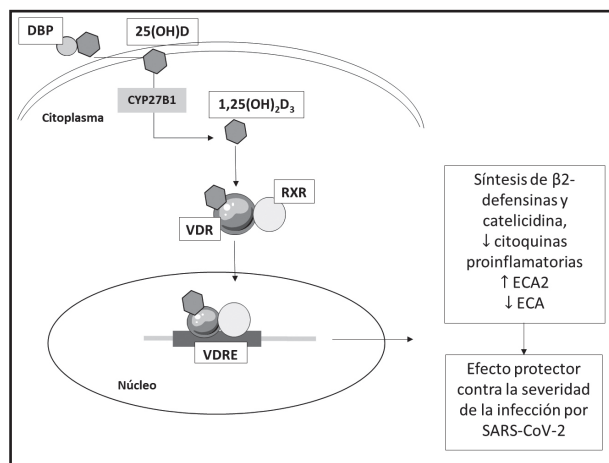 DBP
25(OH)D
CYP27B1
Citoplasma
1,25(OH)₂D₃
RXR
VDR
VDRE
Núcleo
Síntesis de β2-
defensinas y
catelicidina,
↓ citoquinas
proinflamatorias
↑ ECA2
↓ ECA
Efecto protector
contra la severidad
de la infección por
SARS-CoV-2